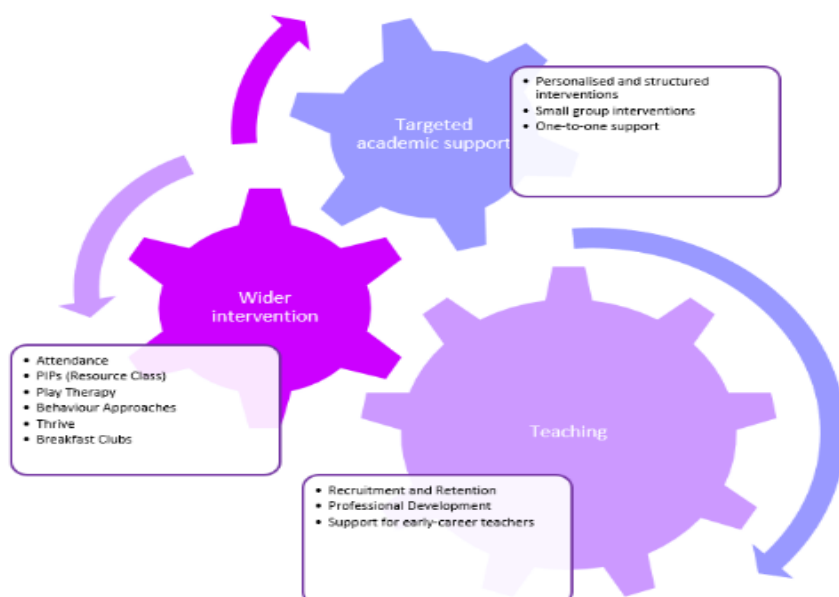 Targeted
academic support
• Personalised and structured
interventions
• Small group interventions
• One-to-one support
Wider
intervention
• Attendance
• PIPs (Resource Class)
• Play Therapy
• Behaviour Approaches
• Thrive
• Breakfast Clubs
Teaching
• Recruitment and Retention
• Professional Development
• Support for early-career teachers